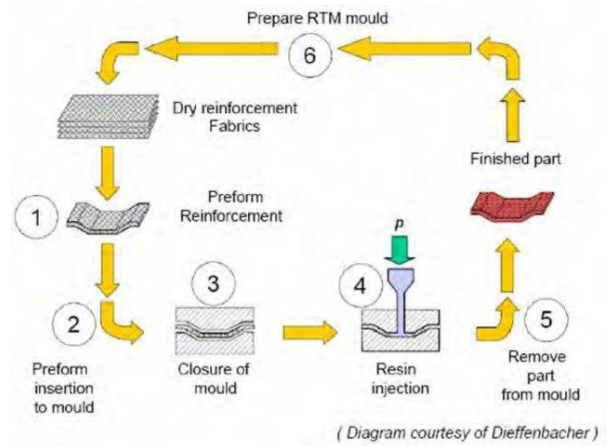 Prepare RTM mould
6
Dry reinforcement
Fabrics
1
Preform
Reinforcement
2
Preform
insertion
to mould
3
Closure of
mould
p
4
Resin
injection
5
Remove
part
from mould
Finished part
( Diagram courtesy of Dieffenbacher )